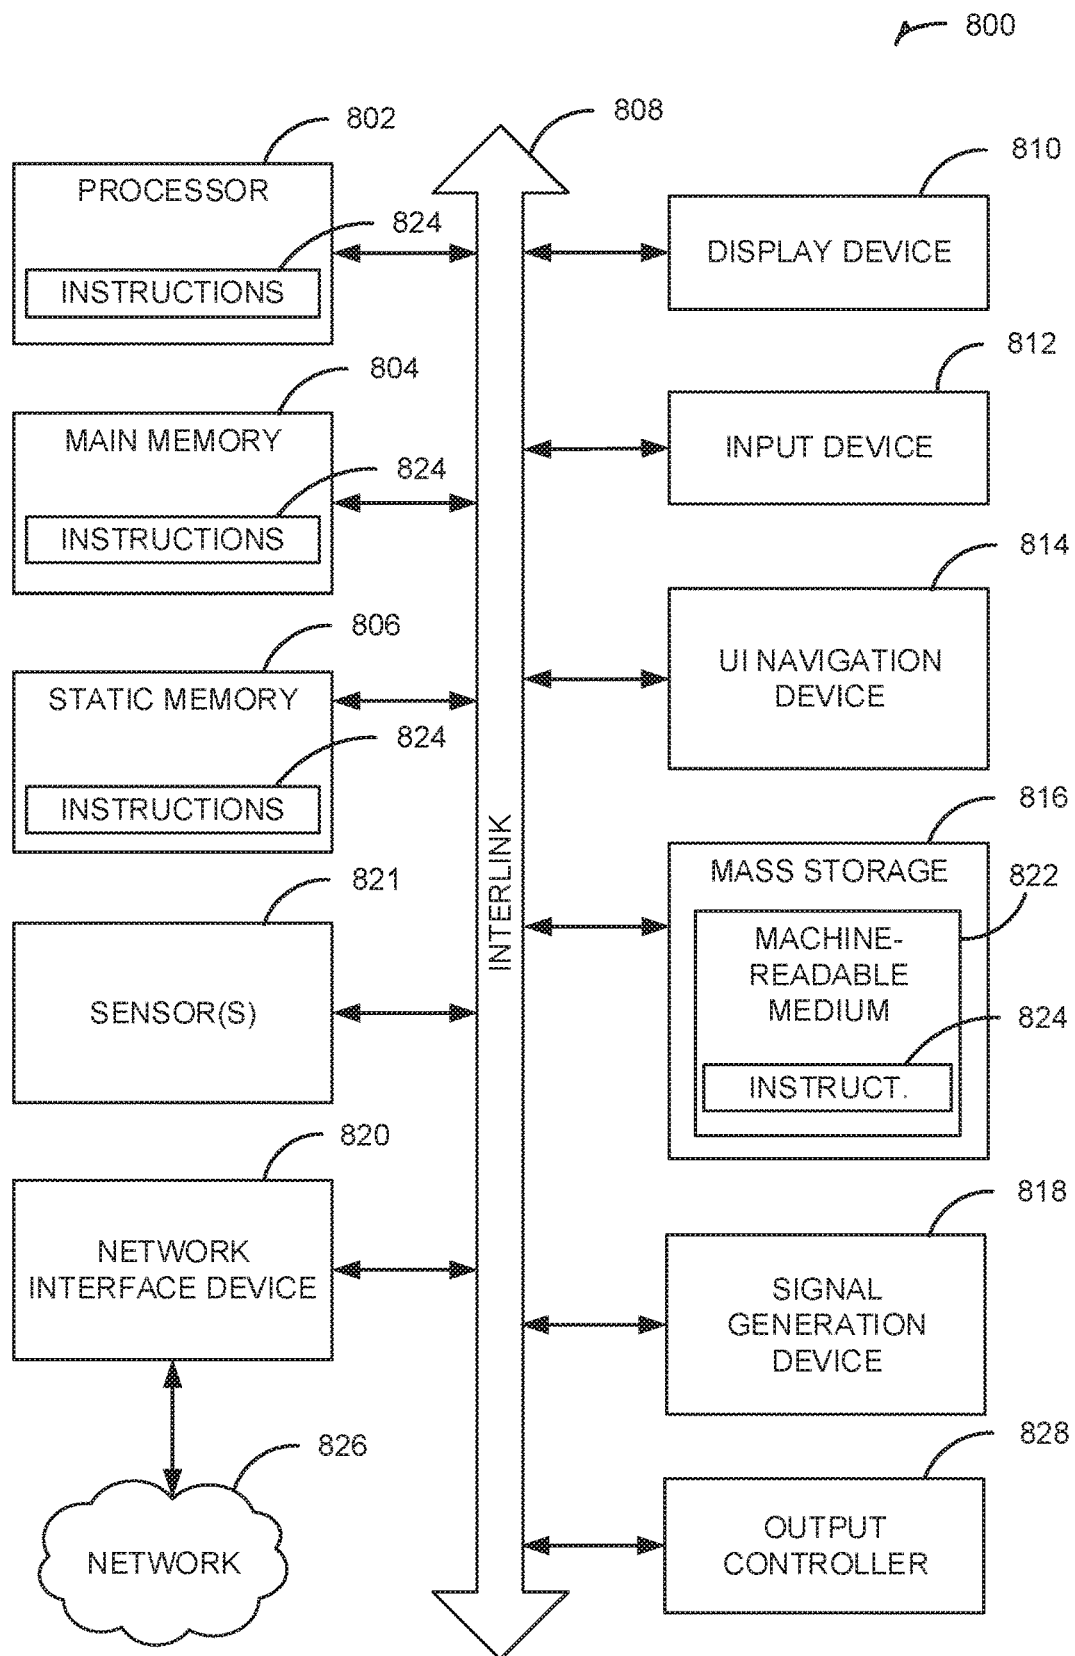 800
802
PROCESSOR
824
INSTRUCTIONS
804
MAIN MEMORY
824
INSTRUCTIONS
806
STATIC MEMORY
824
INSTRUCTIONS
821
SENSOR(S)
820
NETWORK
INTERFACE DEVICE
826
NETWORK
808
INTERLINK
810
DISPLAY DEVICE
812
INPUT DEVICE
814
UI NAVIGATION
DEVICE
816
MASS STORAGE
822
MACHINE-
READABLE
MEDIUM
824
INSTRUCT.
818
SIGNAL
GENERATION
DEVICE
828
OUTPUT
CONTROLLER